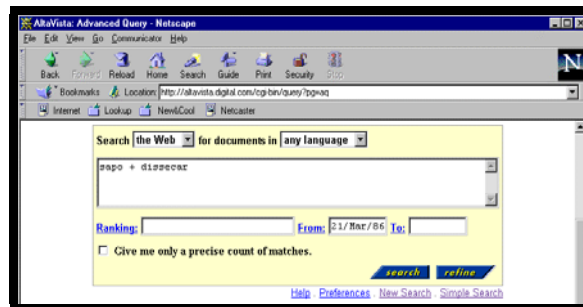 AltaVista: Advanced Query - Netscape
File Edit View Go Communicator Help
Back Forward Reload Home Search Guide Print Security Stop
N
Bookmarks Location: http://altavista.digital.com/cgi-bin/query?pg=aq
Internet Lookup New&Cool Netcaster
Search the Web for documents in any language
sapo + dissecar
Ranking: From: 21/Mar/86 To:
Give me only a precise count of matches.
search refine
Help . Preferences . New Search . Simple Search